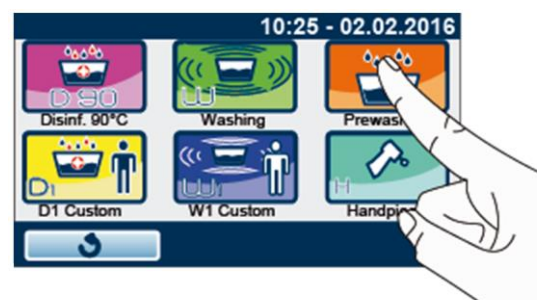 10:25 - 02.02.2016
D 90 W
Disinf. 90°C Washing
D1 W1 H
D1 Custom W1 Custom